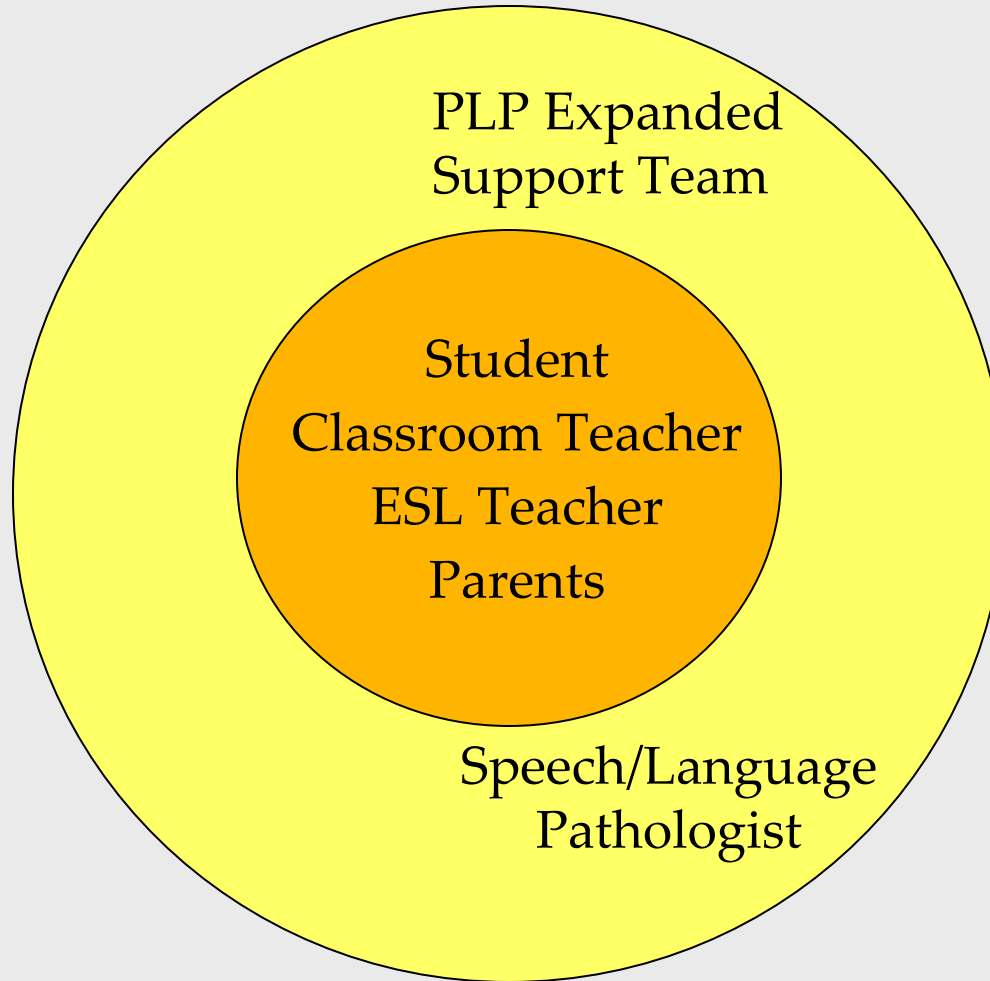 PLP Expanded
Support Team
Student
Classroom Teacher
ESL Teacher
Parents
Speech/Language
Pathologist